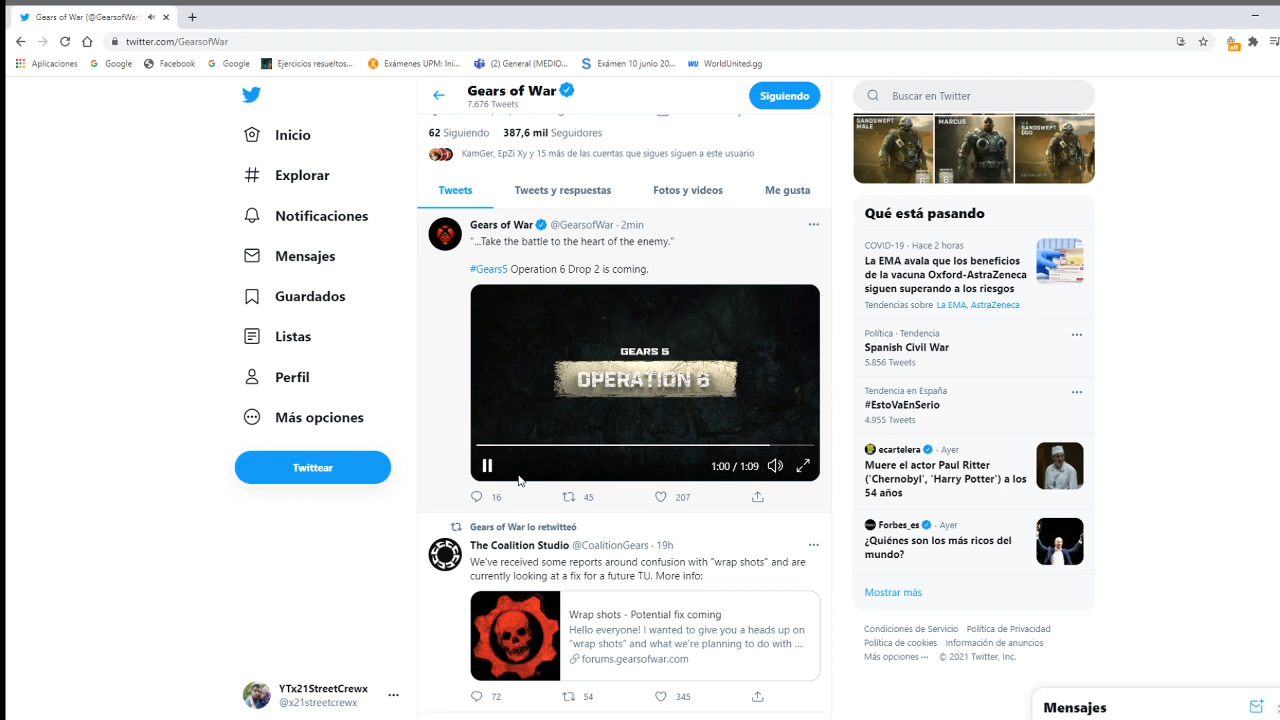 Gears of War (@GearsofWar)
twitter.com/GearsofWar
Aplicaciones
Google
Facebook
Google
Ejercicios resueltos...
Exámenes UPM: Ini...
(2) General (MEDIO...
Exámen 10 junio 20...
WorldUnited.gg
off
Gears of War
7.676 Tweets
Siguiendo
Buscar en Twitter
Inicio
Explorar
Notificaciones
Mensajes
Guardados
Listas
Perfil
Más opciones
Twittear
YTx21StreetCrewx
@x21streetcrewx
62 Siguiendo 387,6 mil Seguidores
KamGer, EpZi Xy y 15 más de las cuentas que sigues siguen a este usuario
Tweets
Tweets y respuestas
Fotos y videos
Me gusta
Gears of War @GearsofWar · 2min
"...Take the battle to the heart of the enemy."
#Gears5 Operation 6 Drop 2 is coming.
GEARS 5
OPERATION 6
1:00 / 1:09
16
45
207
Gears of War lo retwitteó
The Coalition Studio @CoalitionGears · 19h
We've received some reports around confusion with "wrap shots" and are
currently looking at a fix for a future TU. More info:
Wrap shots - Potential fix coming
Hello everyone! I wanted to give you a heads up on
"wrap shots" and what we're planning to do with ...
forums.gearsofwar.com
72
54
345
SANDSWEPT
MALE
MARCUS
SANDSWEPT
DUO
Qué está pasando
COVID-19 · Hace 2 horas
La EMA avala que los beneficios
de la vacuna Oxford-AstraZeneca
siguen superando a los riesgos
Tendencias sobre La EMA, AstraZeneca
Política · Tendencia
Spanish Civil War
5.856 Tweets
Tendencia en España
#EstoVaEnSerio
4.955 Tweets
ecartelera · Ayer
Muere el actor Paul Ritter
('Chernobyl', 'Harry Potter') a los
54 años
Forbes_es · Ayer
¿Quiénes son los más ricos del
mundo?
Mostrar más
Condiciones de Servicio Política de Privacidad
Política de cookies Información de anuncios
Más opciones ··· © 2021 Twitter, Inc.
Mensajes